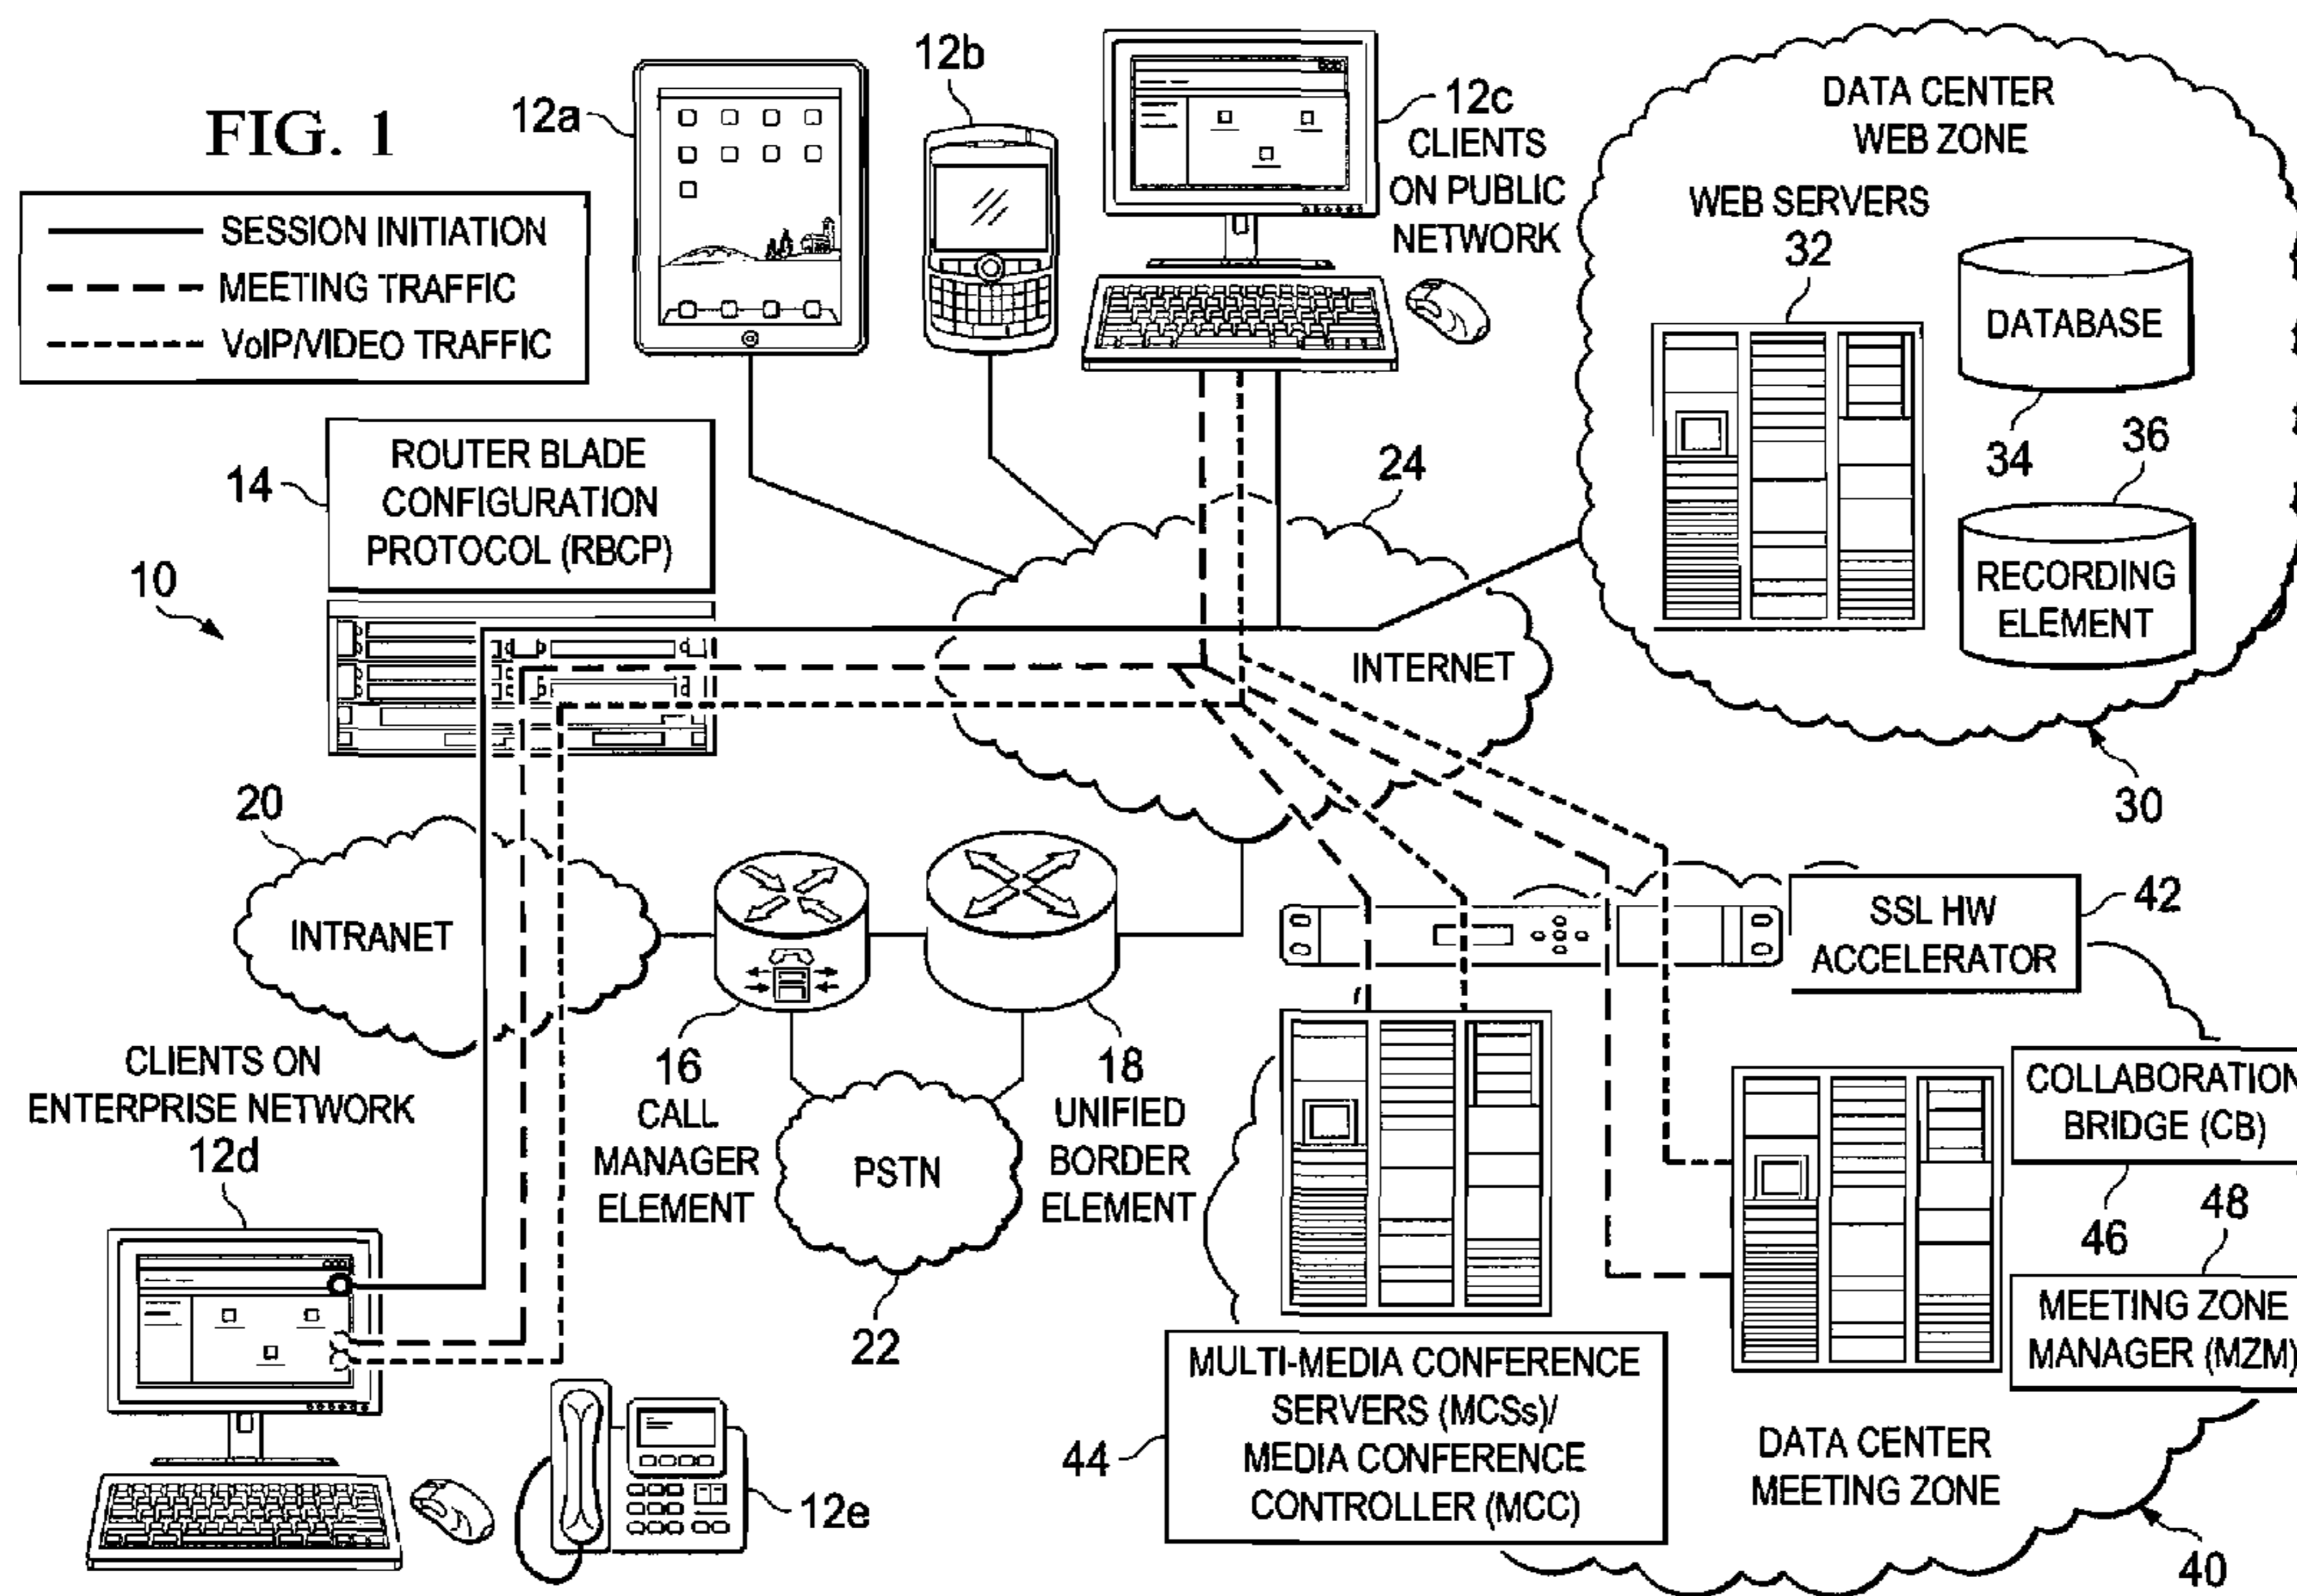 FIG. 1
SESSION INITIATION
MEETING TRAFFIC
VoIP/VIDEO TRAFFIC
12a
12b
12c
CLIENTS
ON PUBLIC
NETWORK
DATA CENTER
WEB ZONE
WEB SERVERS
32
DATABASE
34
36
RECORDING
ELEMENT
30
14
ROUTER BLADE
CONFIGURATION
PROTOCOL (RBCP)
10
24
INTERNET
20
INTRANET
16
CALL
MANAGER
ELEMENT
18
UNIFIED
BORDER
ELEMENT
PSTN
22
CLIENTS ON
ENTERPRISE NETWORK
12d
12e
SSL HW
ACCELERATOR
42
COLLABORATION
BRIDGE (CB)
46
48
MEETING ZONE
MANAGER (MZM)
MULTI-MEDIA CONFERENCE
SERVERS (MCSs)/
MEDIA CONFERENCE
CONTROLLER (MCC)
44
DATA CENTER
MEETING ZONE
40